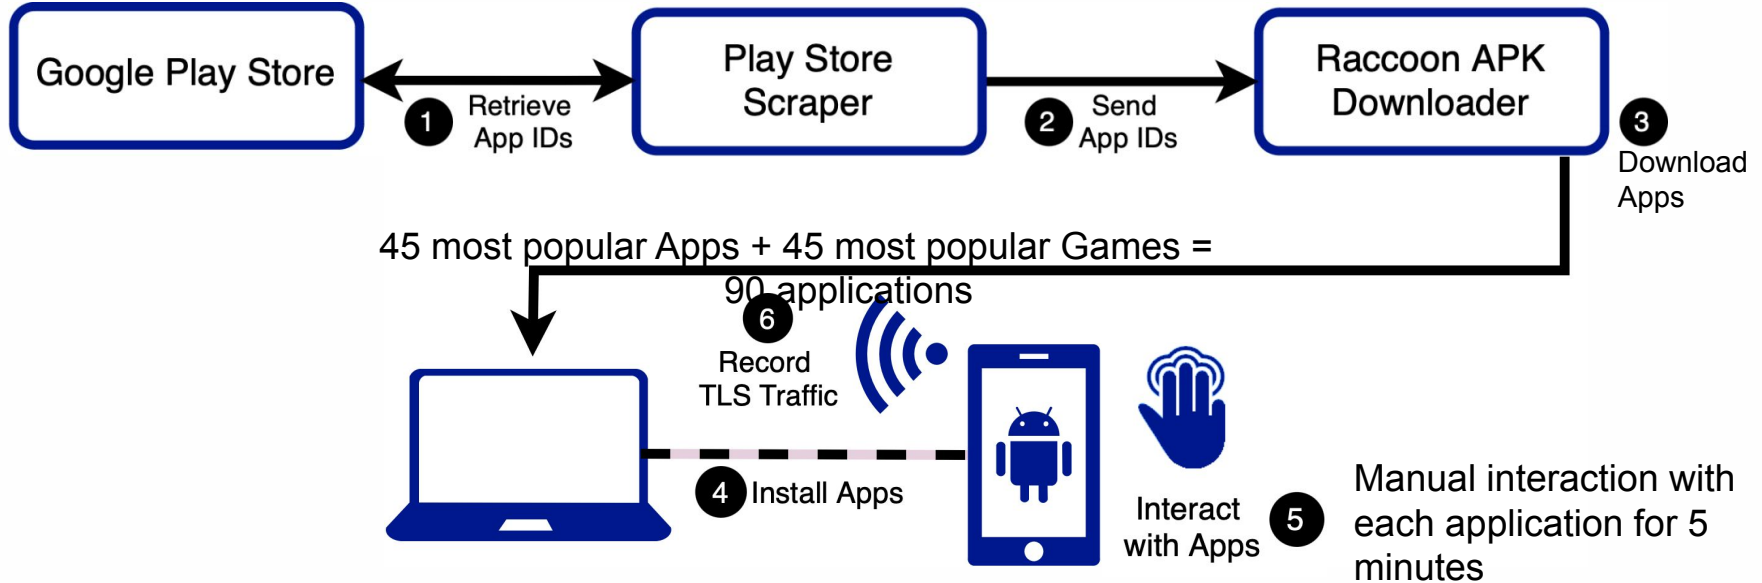 Google Play Store
1
Retrieve
App IDs
Play Store
Scraper
2
Send
App IDs
Raccoon APK
Downloader
3
Download
Apps
45 most popular Apps + 45 most popular Games =
90 applications
6
Record
TLS Traffic
4
Install Apps
Interact
with Apps
5
Manual interaction with
each application for 5
minutes